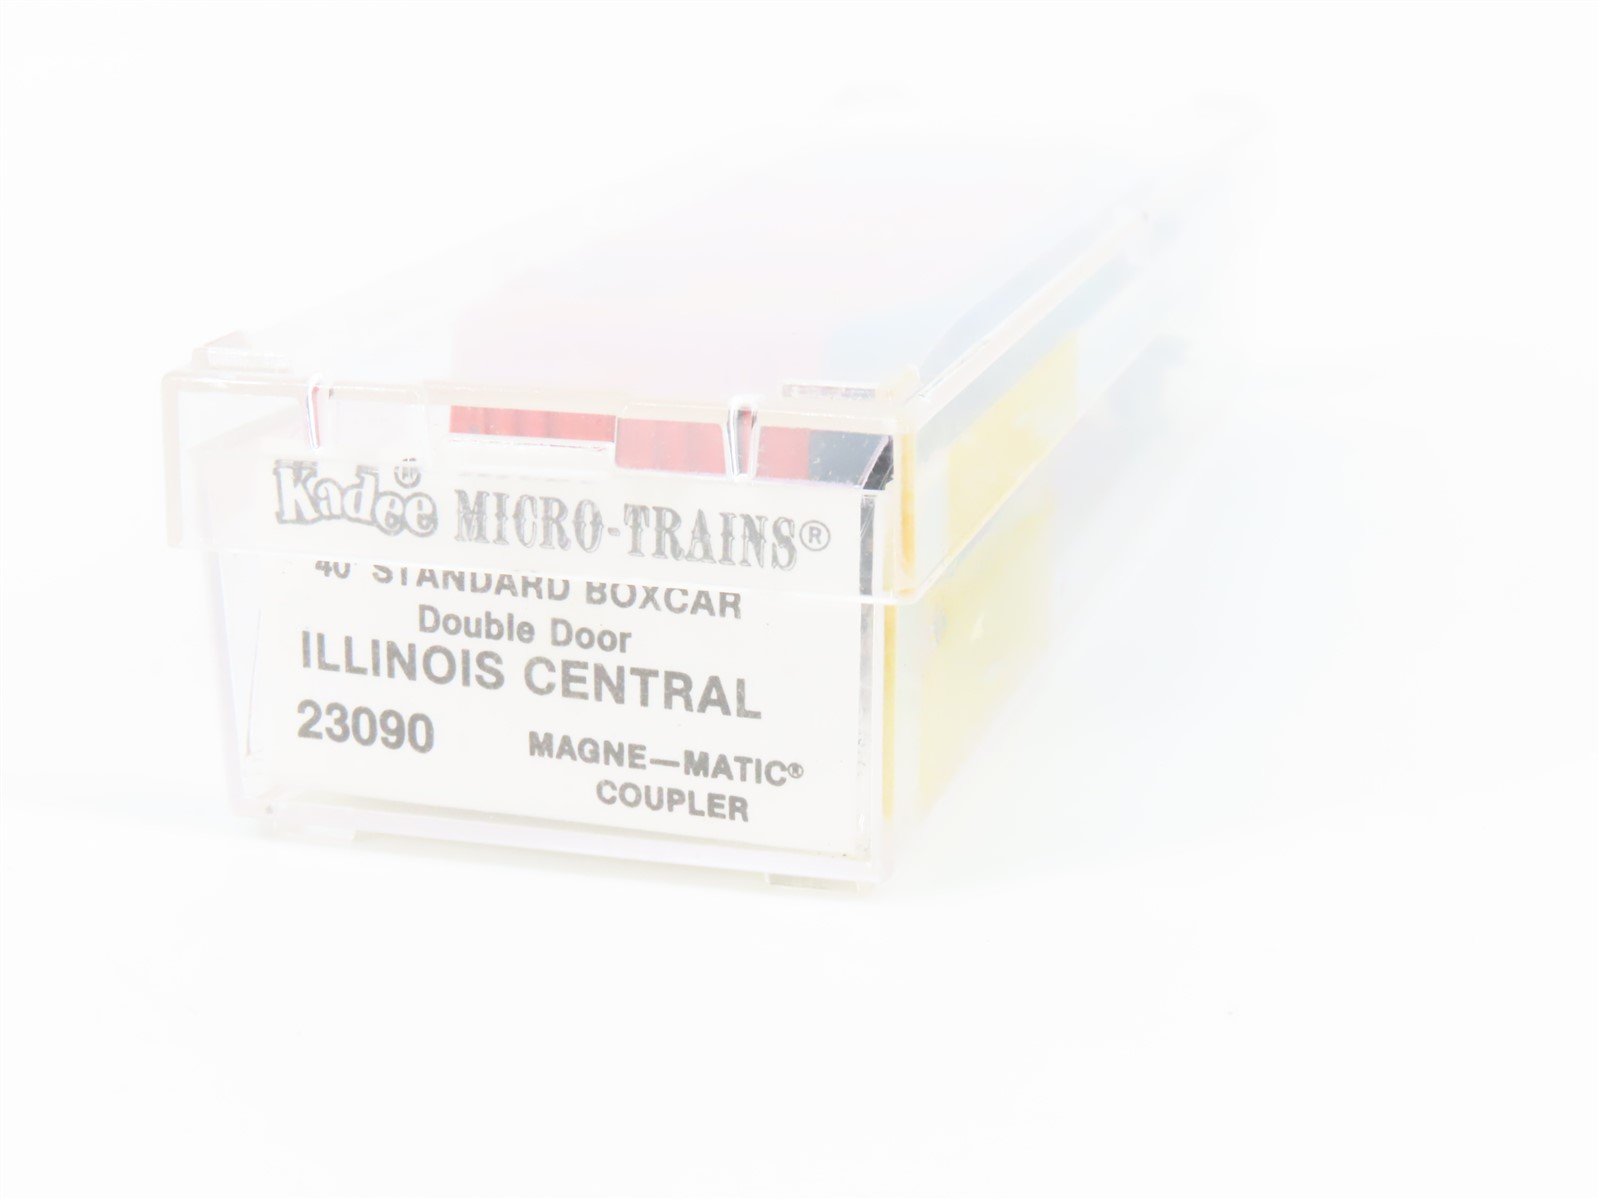 Kadee® MICRO-TRAINS®
40' STANDARD BOXCAR
Double Door
ILLINOIS CENTRAL
23090
MAGNE—MATIC®
COUPLER